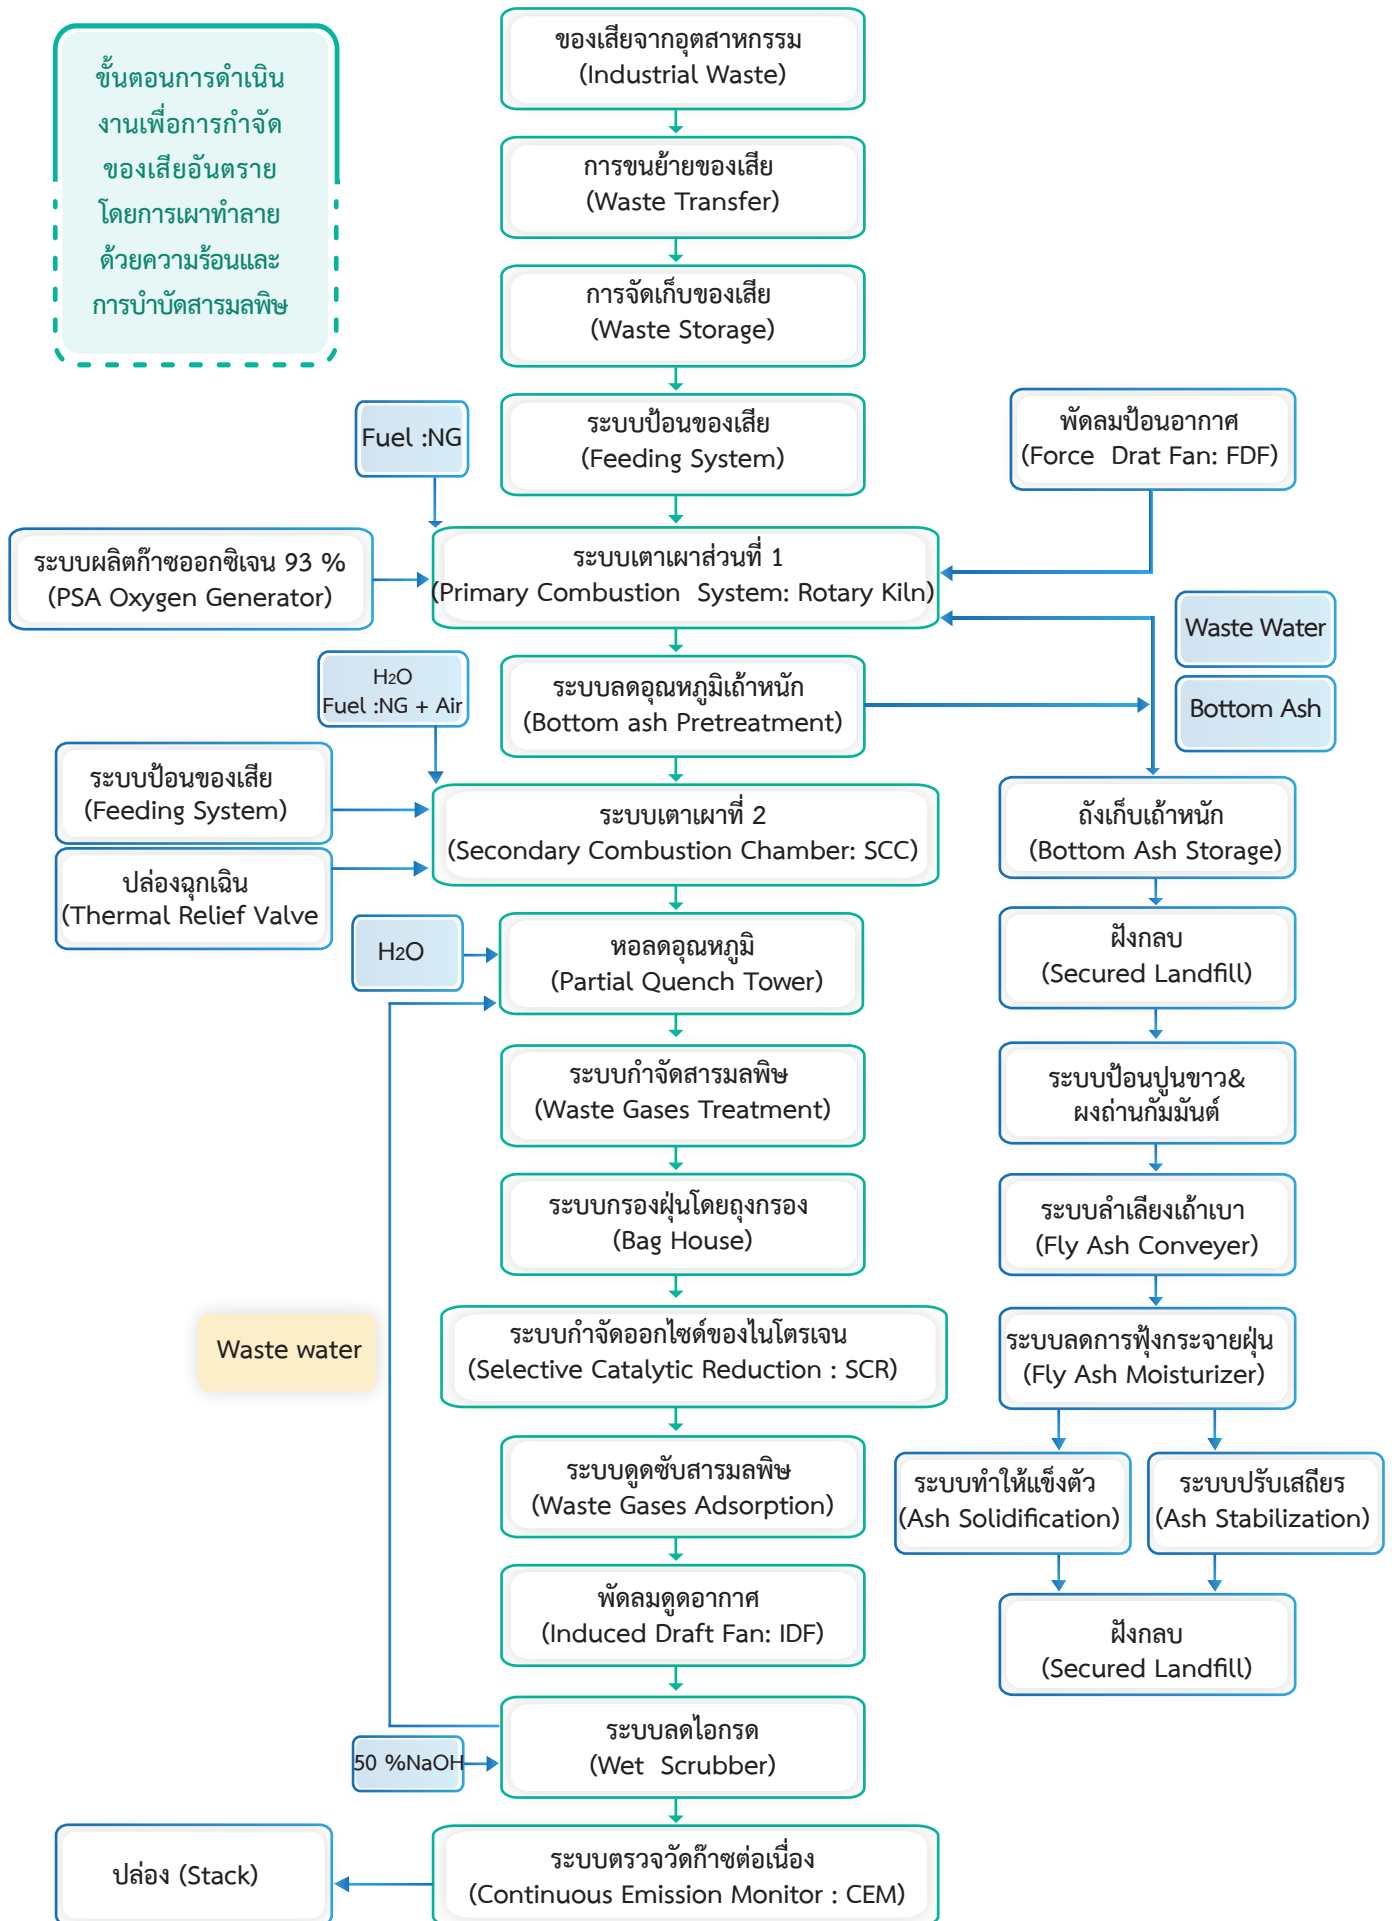 ขั้นตอนการดำเนิน
งานเพื่อการกำจัด
ของเสียอันตราย
โดยการเผาทำลาย
ด้วยความร้อนและ
การบำบัดสารมลพิษ
ของเสียจากอุตสาหกรรม
(Industrial Waste)
การขนย้ายของเสีย
(Waste Transfer)
การจัดเก็บของเสีย
(Waste Storage)
Fuel :NG
ระบบป้อนของเสีย
(Feeding System)
พัดลมป้อนอากาศ
(Force Drat Fan: FDF)
ระบบผลิตก๊าซออกซิเจน 93 %
(PSA Oxygen Generator)
ระบบเตาเผาส่วนที่ 1
(Primary Combustion System: Rotary Kiln)
Waste Water
H2O
Fuel :NG + Air
ระบบลดอุณหภูมิเถ้าหนัก
(Bottom ash Pretreatment)
Bottom Ash
ระบบป้อนของเสีย
(Feeding System)
ระบบเตาเผาที่ 2
(Secondary Combustion Chamber: SCC)
ถังเก็บเถ้าหนัก
(Bottom Ash Storage)
ปล่องฉุกเฉิน
(Thermal Relief Valve
H2O
หอลดอุณหภูมิ
(Partial Quench Tower)
ฝังกลบ
(Secured Landfill)
ระบบกำจัดสารมลพิษ
(Waste Gases Treatment)
ระบบป้อนปูนขาว&
ผงถ่านกัมมันต์
ระบบกรองฝุ่นโดยถุงกรอง
(Bag House)
ระบบลำเลียงเถ้าเบา
(Fly Ash Conveyer)
Waste water
ระบบกำจัดออกไซด์ของไนโตรเจน
(Selective Catalytic Reduction : SCR)
ระบบลดการฟุ้งกระจายฝุ่น
(Fly Ash Moisturizer)
ระบบดูดซับสารมลพิษ
(Waste Gases Adsorption)
ระบบทำให้แข็งตัว
(Ash Solidification)
ระบบปรับเสถียร
(Ash Stabilization)
พัดลมดูดอากาศ
(Induced Draft Fan: IDF)
ฝังกลบ
(Secured Landfill)
ระบบลดไอกรด
(Wet Scrubber)
50 %NaOH
ปล่อง (Stack)
ระบบตรวจวัดก๊าซต่อเนื่อง
(Continuous Emission Monitor : CEM)